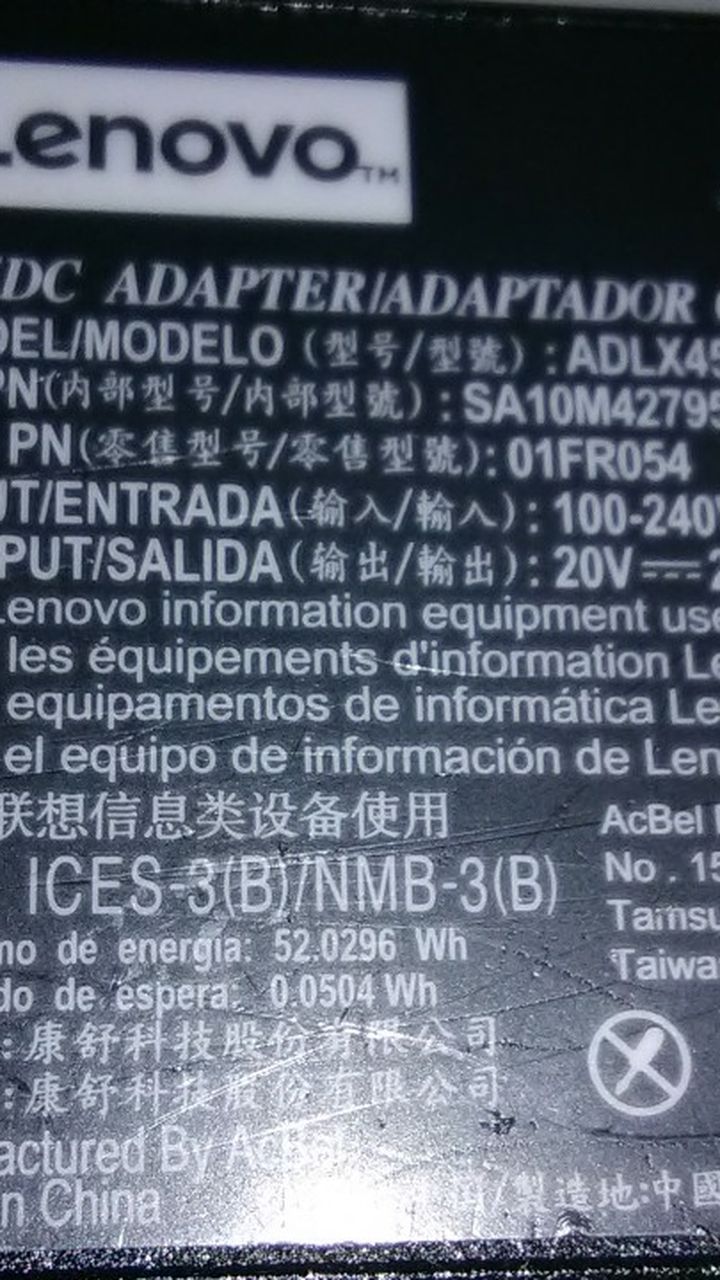 Lenovo™
DC ADAPTER/ADAPTADOR
DEL/MODELO (型号/型號) : ADLX45
PN(内部型号/内部型號) : SA10M42795
PN(零售型号/零售型號): 01FR054
UT/ENTRADA(输入/輸入) : 100-240
PUT/SALIDA(输出/輸出) : 20V⎓2
Lenovo information equipment use
les équipements d'information Le
equipamentos de informática Le
el equipo de información de Len
联想信息类设备使用
AcBel
ICES-3(B)/NMB-3(B)
No . 15
Tamsu
Taiwa
mo de energía: 52.0296 Wh
do de espera: 0.0504 Wh
:康舒科技股份有限公司
:康舒科技股份有限公司
actured By AcBel
n China
/製造地:中國